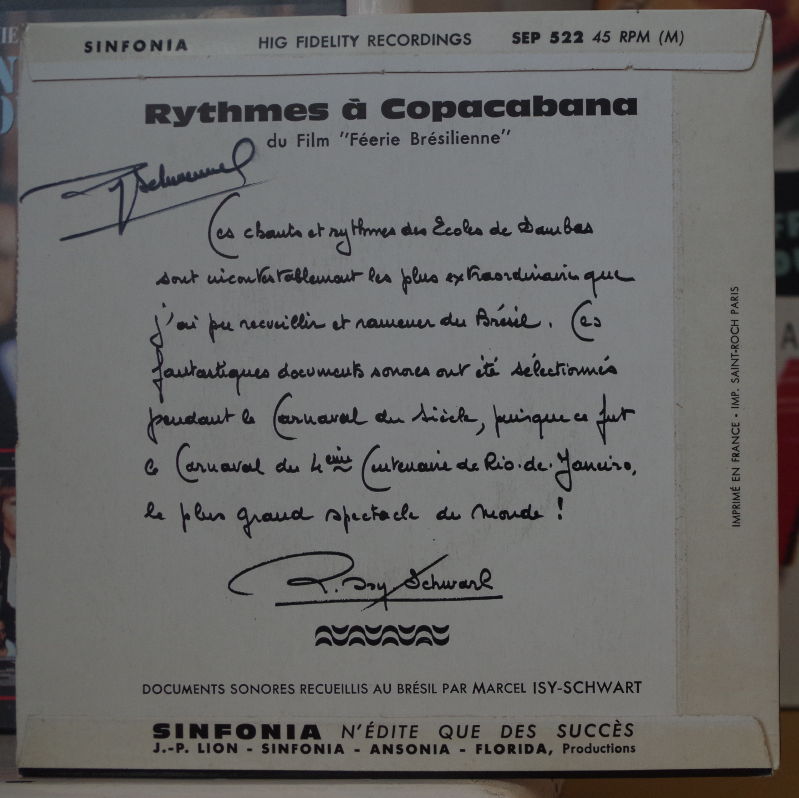 SINFONIA HIG FIDELITY RECORDINGS SEP 522 45 RPM (M)
Rythmes à Copacabana
du Film "Féerie Brésilienne"
Ces chants et rythmes des Écoles de Sambas
sont incontestablement les plus extraordinaires que
j'ai pu recueillir et ramener du Brésil. Ces
fantastiques documents sonores ont été sélectionnés
pendant le Carnaval du Siècle, puisque ce fut
le Carnaval du 4ème Centenaire de Rio-de-Janeiro,
le plus grand spectacle du monde !
Isy Schwart
DOCUMENTS SONORES RECUEILLIS AU BRÉSIL PAR MARCEL ISY-SCHWART
SINFONIA N'ÉDITE QUE DES SUCCÈS
J.-P. LION - SINFONIA - ANSONIA - FLORIDA, Productions
IMPRIMÉ EN FRANCE - IMP. SAINT-ROCH PARIS